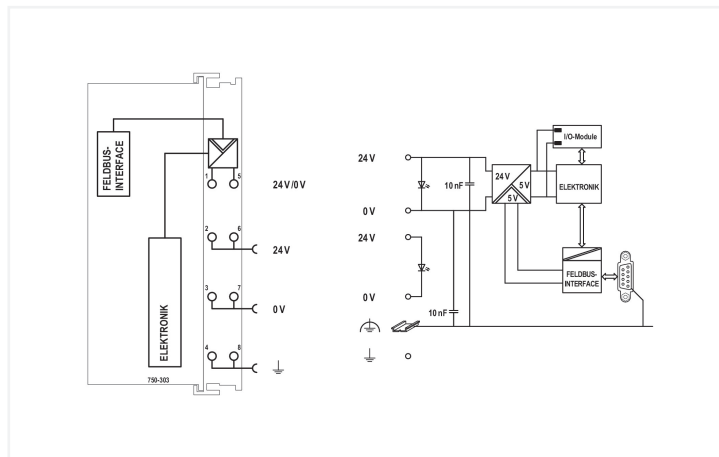 FELDBUS-
INTERFACE
ELEKTRONIK
750-303
1 5
24 V/0 V
2 6
24 V
3 7
0 V
4 8
24 V
0 V
24 V
0 V
10 nF
10 nF
24 V
5 V
5 V
I/O-Module
ELEKTRONIK
FELDBUS-
INTERFACE